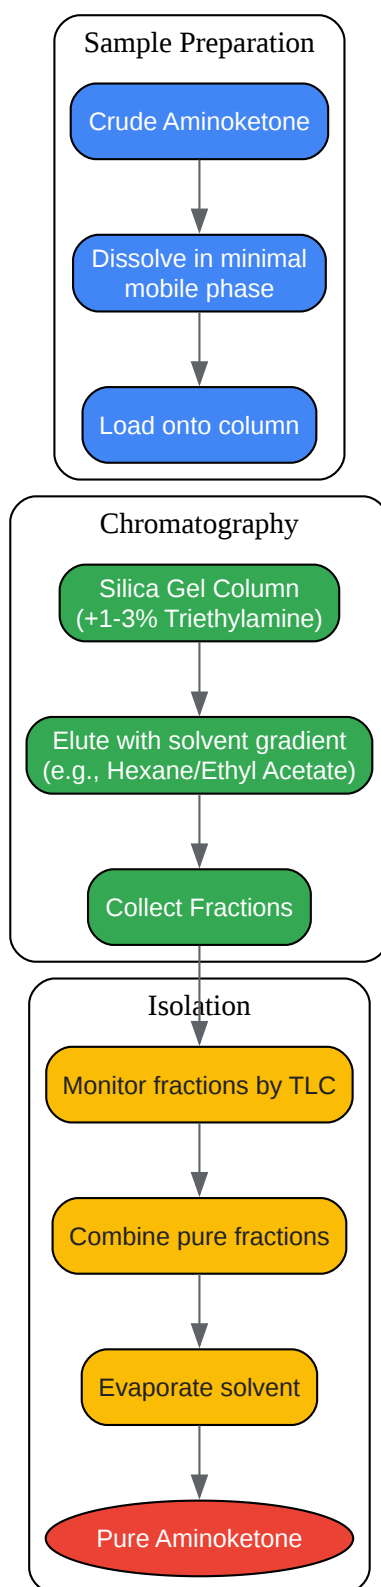 Sample Preparation
Crude Aminoketone
Dissolve in minimal
mobile phase
Load onto column
Chromatography
Silica Gel Column
(+1-3% Triethylamine)
Elute with solvent gradient
(e.g., Hexane/Ethyl Acetate)
Collect Fractions
Isolation
Monitor fractions by TLC
Combine pure fractions
Evaporate solvent
Pure Aminoketone